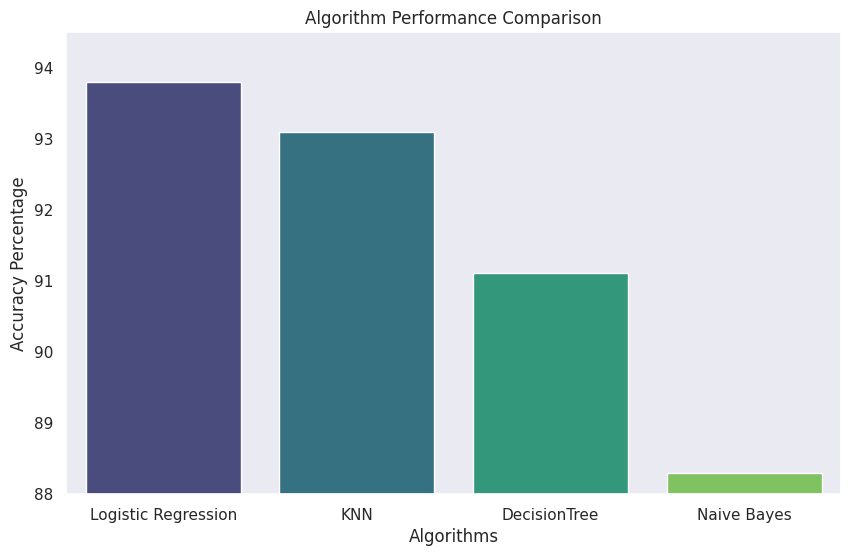 Algorithm Performance Comparison
Accuracy Percentage
94
93
92
91
90
89
88
Logistic Regression
KNN
DecisionTree
Naive Bayes
Algorithms